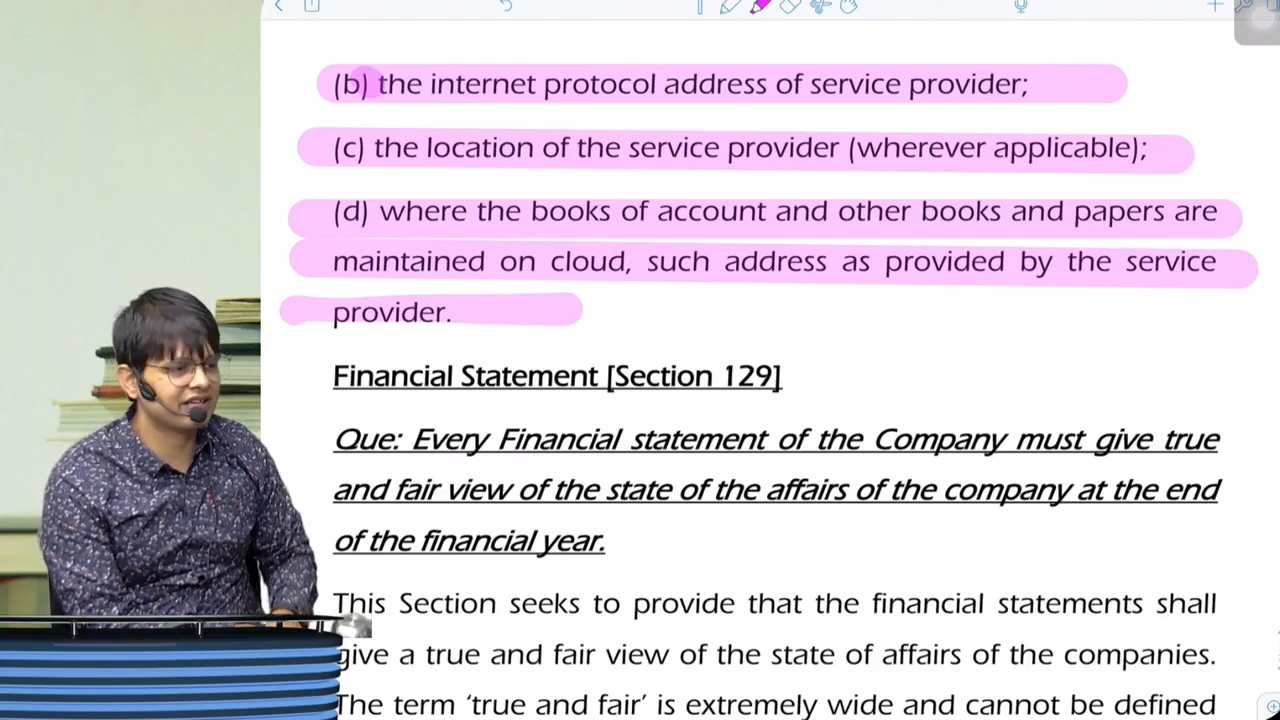 (b) the internet protocol address of service provider;
(c) the location of the service provider (wherever applicable);
(d) where the books of account and other books and papers are
maintained on cloud, such address as provided by the service
provider.
Financial Statement [Section 129]
Que: Every Financial statement of the Company must give true
and fair view of the state of the affairs of the company at the end
of the financial year.
This Section seeks to provide that the financial statements shall
give a true and fair view of the state of affairs of the companies.
The term ‘true and fair’ is extremely wide and cannot be defined